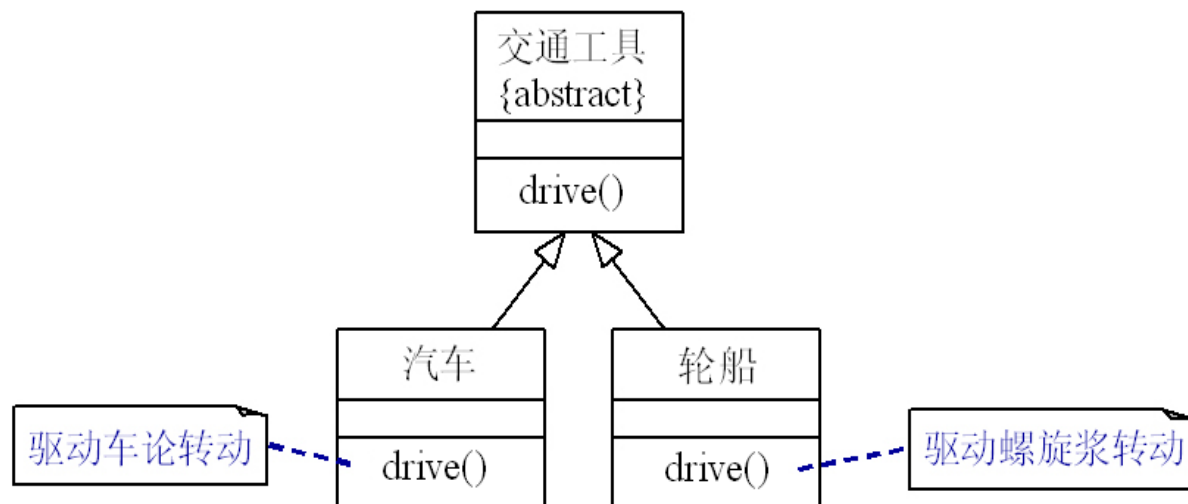 交通工具
{abstract}
drive()
汽车
轮船
驱动车论转动
drive()
drive()
驱动螺旋浆转动